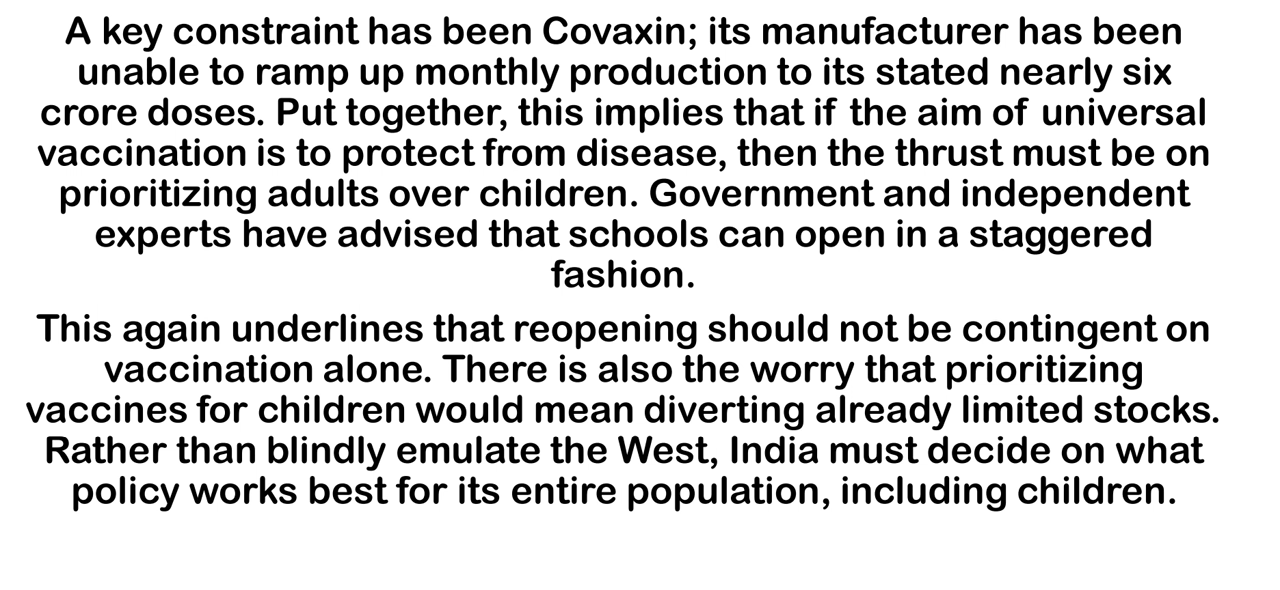 A key constraint has been Covaxin; its manufacturer has been
unable to ramp up monthly production to its stated nearly six
crore doses. Put together, this implies that if the aim of universal
vaccination is to protect from disease, then the thrust must be on
prioritizing adults over children. Government and independent
experts have advised that schools can open in a staggered
fashion.
This again underlines that reopening should not be contingent on
vaccination alone. There is also the worry that prioritizing
vaccines for children would mean diverting already limited stocks.
Rather than blindly emulate the West, India must decide on what
policy works best for its entire population, including children.